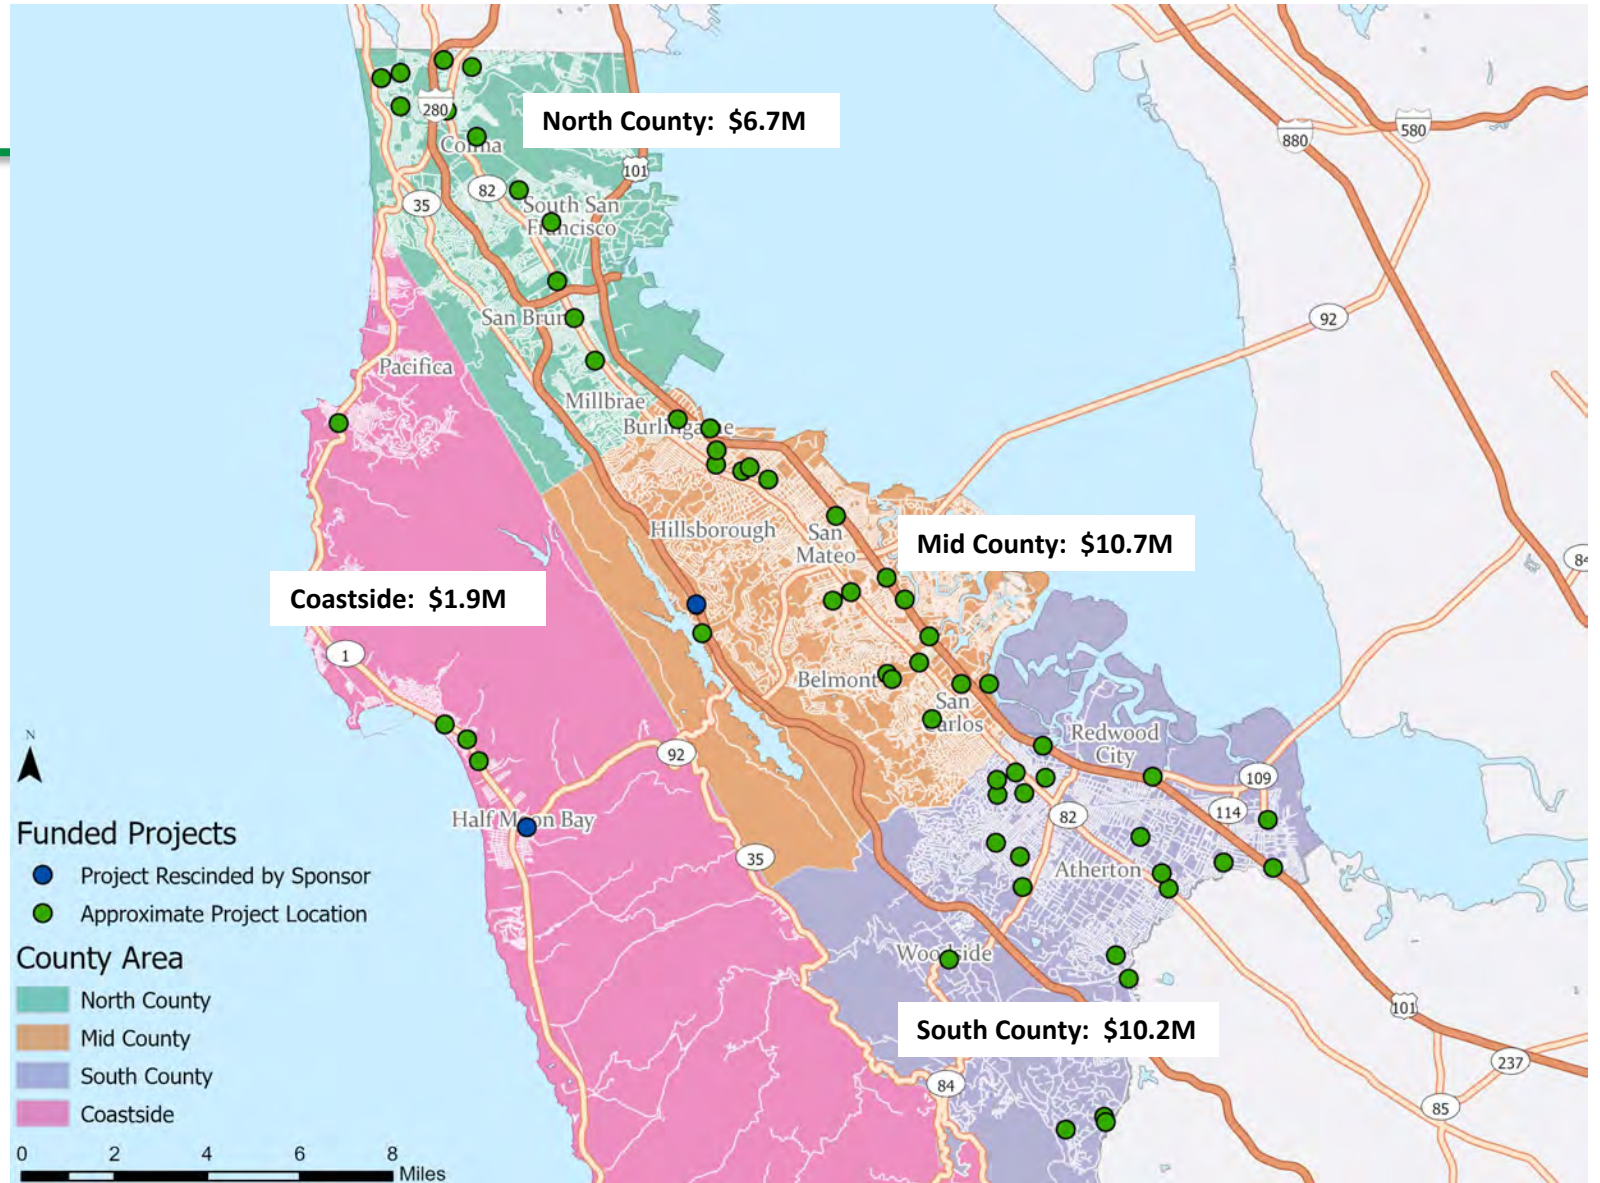 280
North County: $6.7M
580
880
Colma
101
82
35
South San
Francisco
92
San Bruno
Pacifica
Millbrae
Burlingame
Hillsborough
San
Mateo
Mid County: $10.7M
84
Coastside: $1.9M
1
Belmont
San
Carlos
Redwood
City
N
92
109
114
82
Half Moon Bay
Funded Projects
35
Atherton
Project Rescinded by Sponsor
Approximate Project Location
County Area
Woodside
North County
101
South County: $10.2M
Mid County
237
South County
84
85
Coastside
0 2 4 6 8
Miles